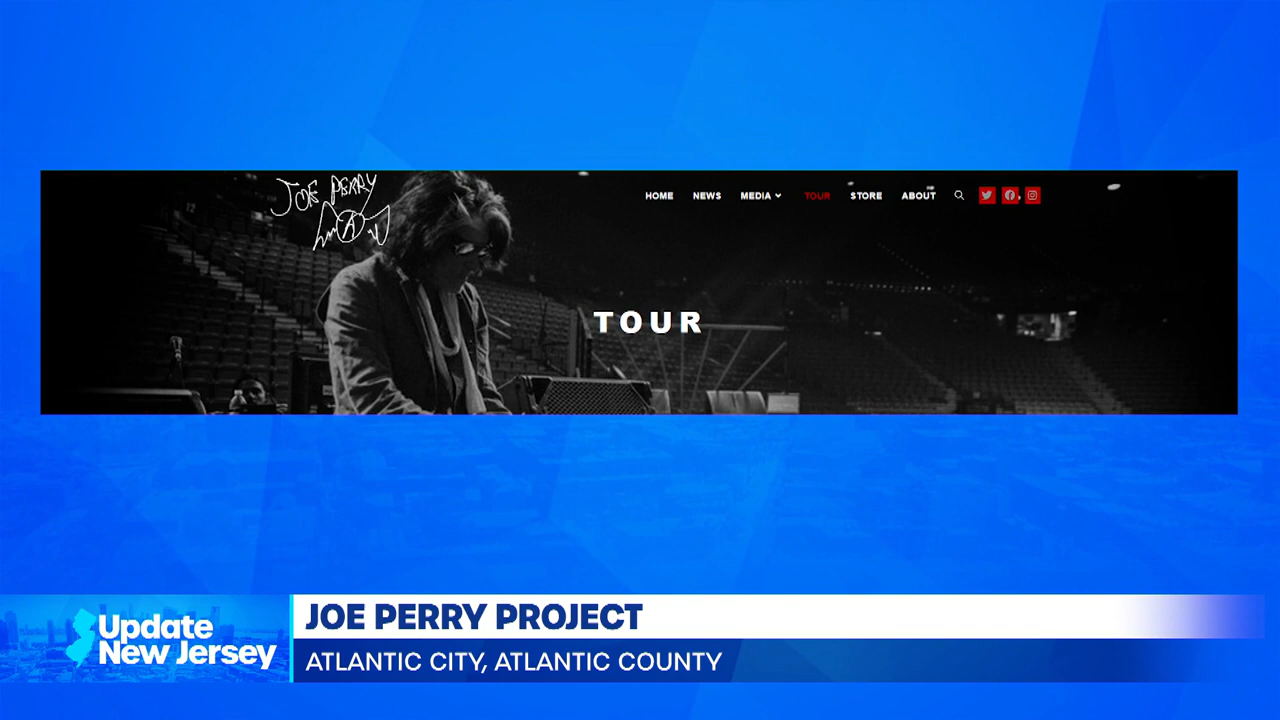 JOE PERRY
HOME NEWS MEDIA TOUR STORE ABOUT
TOUR
Update
New Jersey
JOE PERRY PROJECT
ATLANTIC CITY, ATLANTIC COUNTY